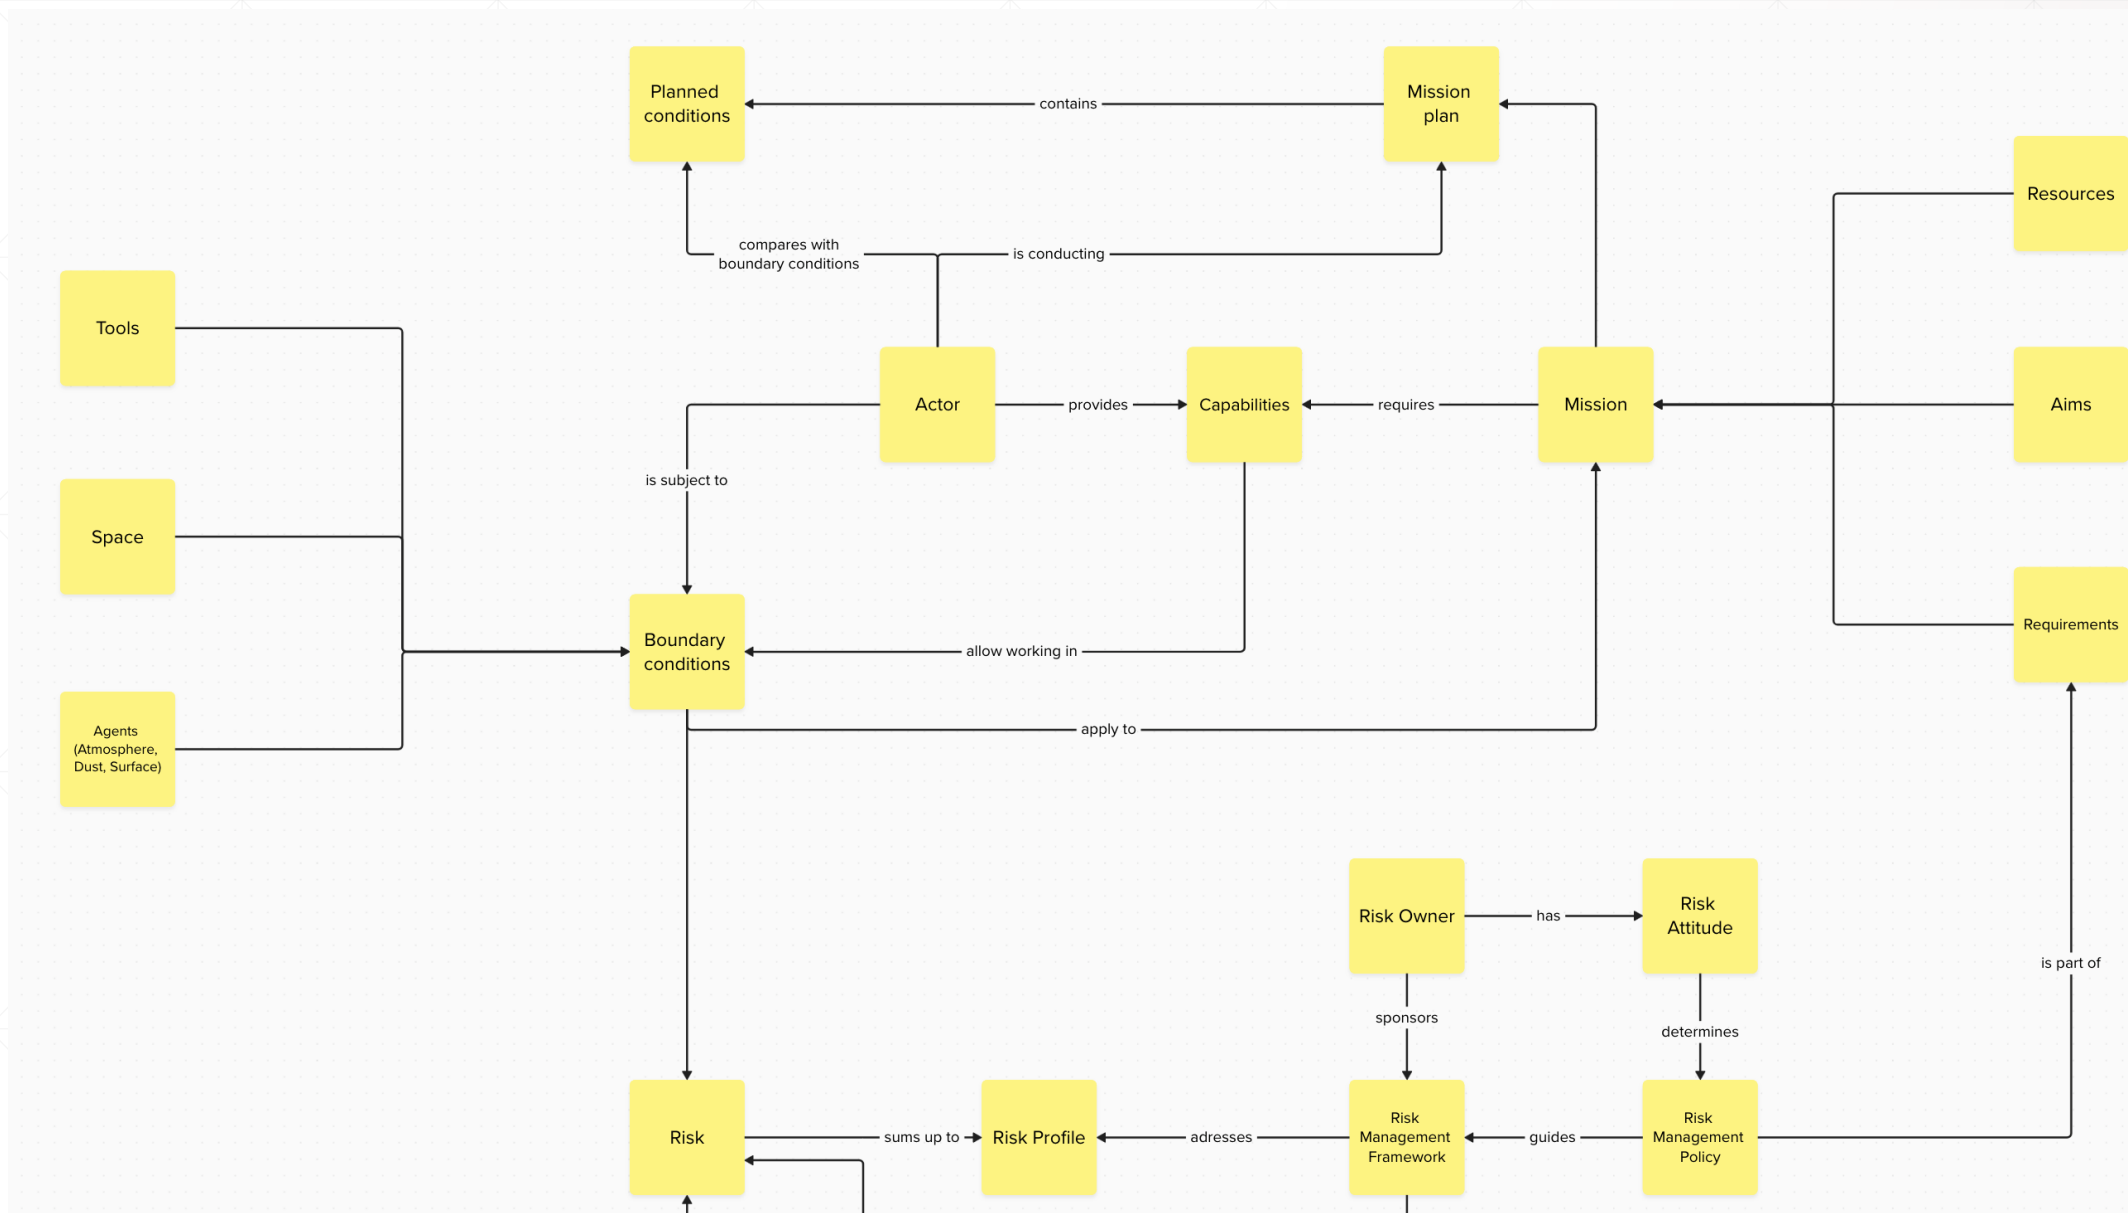 Planned
conditions
contains
Mission
plan
Resources
compares with
boundary conditions
is conducting
Tools
Actor
provides
Capabilities
requires
Mission
Aims
is subject to
Space
Boundary
conditions
allow working in
Requirements
Agents
(Atmosphere,
Dust, Surface)
apply to
Risk Owner
has
Risk
Attitude
is part of
sponsors
determines
Risk
sums up to
Risk Profile
adresses
Risk
Management
Framework
guides
Risk
Management
Policy